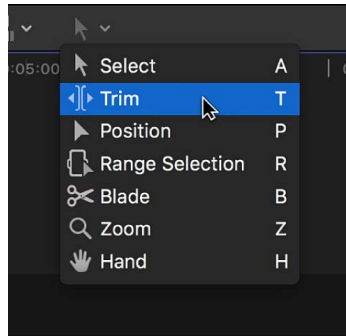 :05:00
Select A
Trim T
Position P
Range Selection R
Blade B
Zoom Z
Hand H